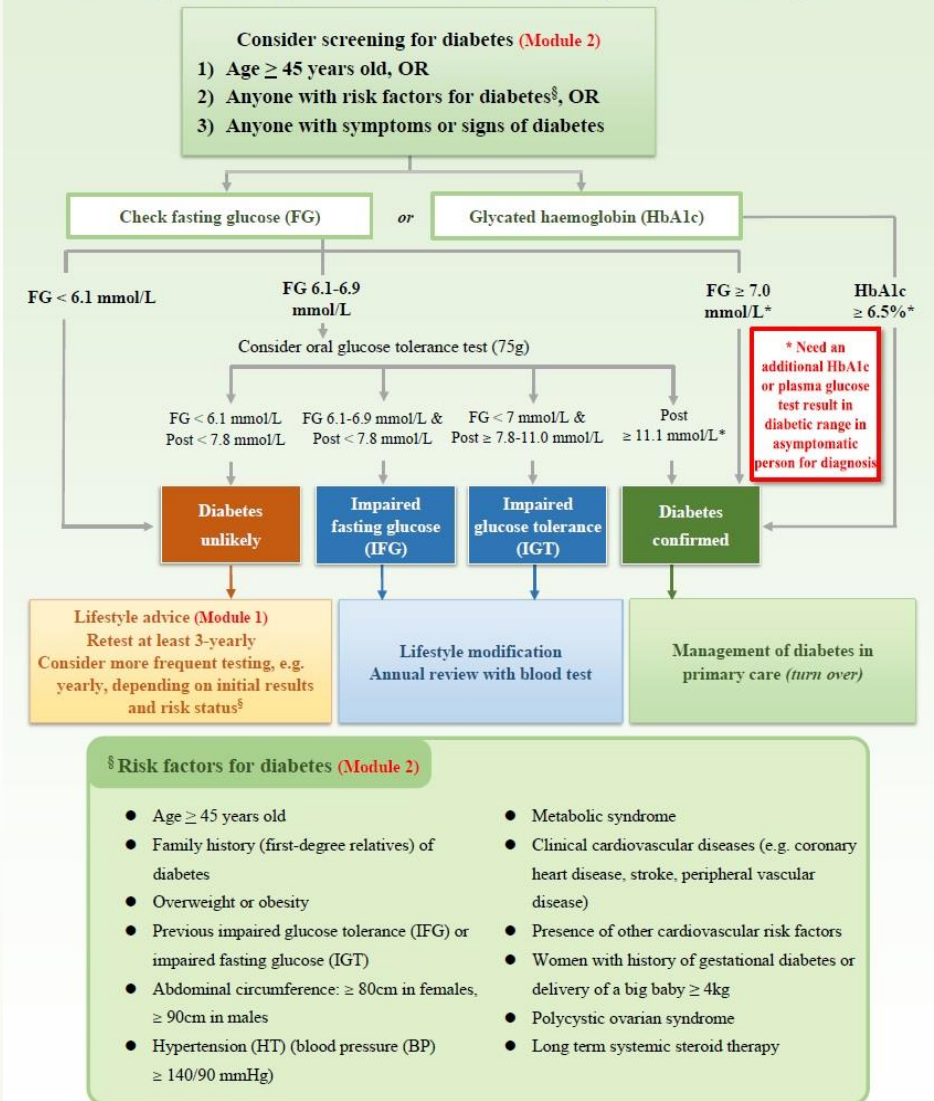 Consider screening for diabetes (Module 2)
1) Age ≥ 45 years old, OR
2) Anyone with risk factors for diabetes§, OR
3) Anyone with symptoms or signs of diabetes
Check fasting glucose (FG)
or
Glycated haemoglobin (HbA1c)
FG < 6.1 mmol/L
FG 6.1-6.9
mmol/L
FG ≥ 7.0
mmol/L*
HbA1c
≥ 6.5%*
Consider oral glucose tolerance test (75g)
* Need an
additional HbA1c
or plasma glucose
test result in
diabetic range in
asymptomatic
person for diagnosis
FG < 6.1 mmol/L
Post < 7.8 mmol/L
FG 6.1-6.9 mmol/L &
Post < 7.8 mmol/L
FG < 7 mmol/L &
Post ≥ 7.8-11.0 mmol/L
Post
≥ 11.1 mmol/L*
Diabetes
unlikely
Impaired
fasting glucose
(IFG)
Impaired
glucose tolerance
(IGT)
Diabetes
confirmed
Lifestyle advice (Module 1)
Retest at least 3-yearly
Consider more frequent testing, e.g.
yearly, depending on initial results
and risk status§
Lifestyle modification
Annual review with blood test
Management of diabetes in
primary care (turn over)
§ Risk factors for diabetes (Module 2)
● Age ≥ 45 years old
● Family history (first-degree relatives) of
diabetes
● Overweight or obesity
● Previous impaired glucose tolerance (IFG) or
impaired fasting glucose (IGT)
● Abdominal circumference: ≥ 80cm in females,
≥ 90cm in males
● Hypertension (HT) (blood pressure (BP)
≥ 140/90 mmHg)
● Metabolic syndrome
● Clinical cardiovascular diseases (e.g. coronary
heart disease, stroke, peripheral vascular
disease)
● Presence of other cardiovascular risk factors
● Women with history of gestational diabetes or
delivery of a big baby ≥ 4kg
● Polycystic ovarian syndrome
● Long term systemic steroid therapy